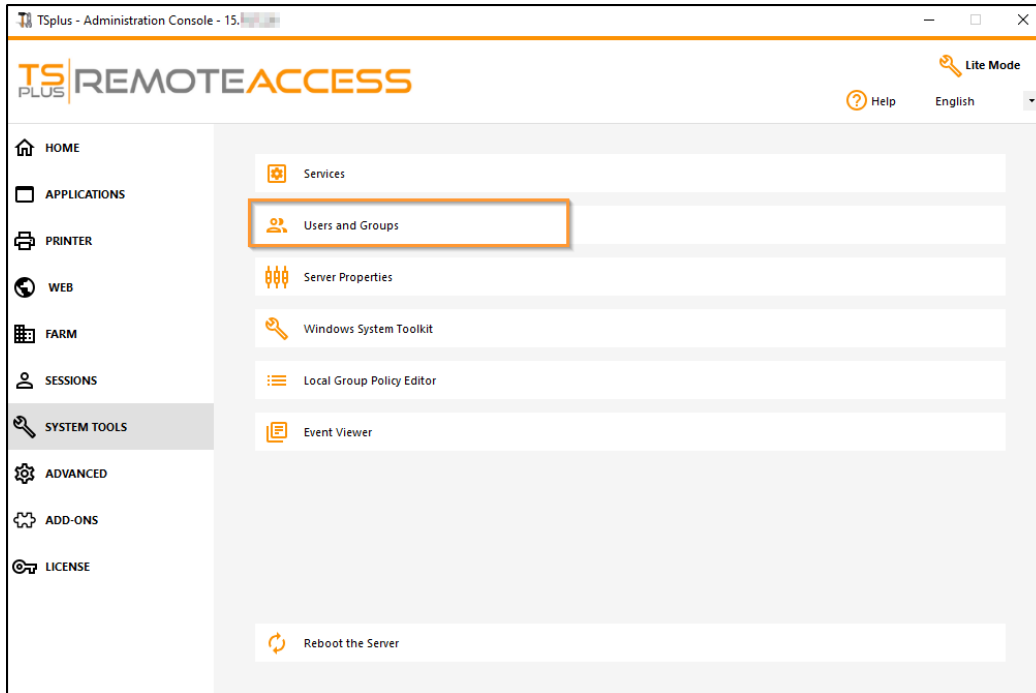 TSplus - Administration Console - 15.
TS PLUS REMOTEACCESS
Lite Mode
Help
English
HOME
APPLICATIONS
PRINTER
WEB
FARM
SESSIONS
SYSTEM TOOLS
ADVANCED
ADD-ONS
LICENSE
Services
Users and Groups
Server Properties
Windows System Toolkit
Local Group Policy Editor
Event Viewer
Reboot the Server